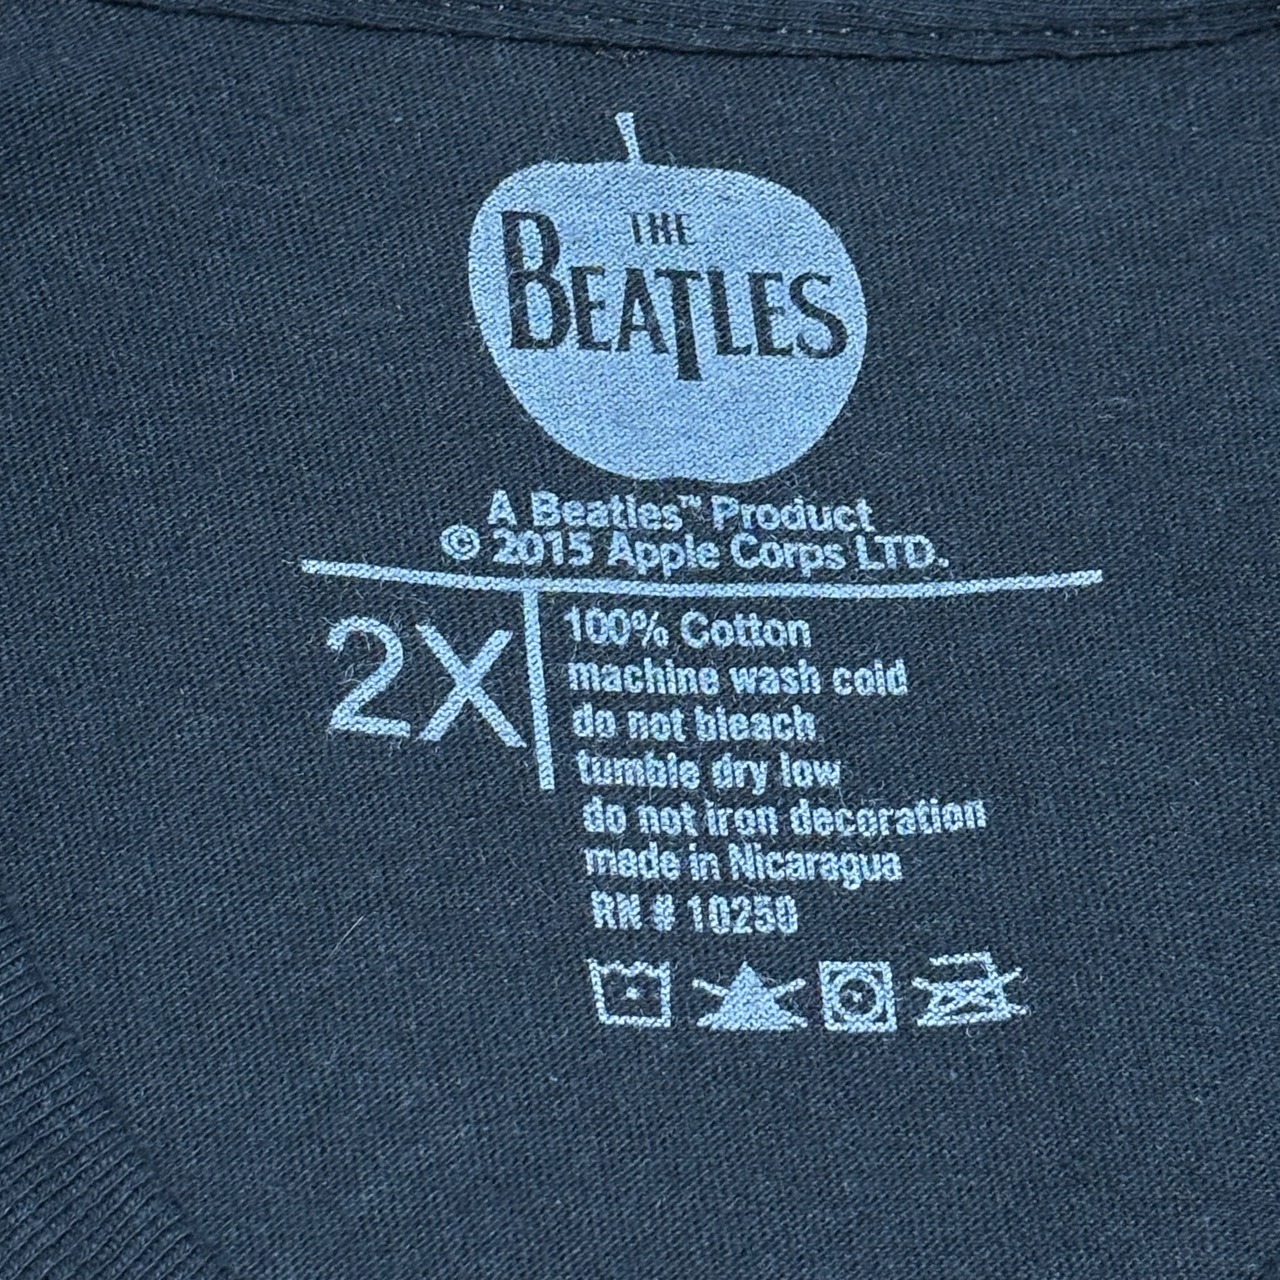 THE
BEATLES
A Beatles™ Product
© 2015 Apple Corps LTD.
2X
100% Cotton
machine wash cold
do not bleach
tumble dry low
do not iron decoration
made in Nicaragua
RN # 10250